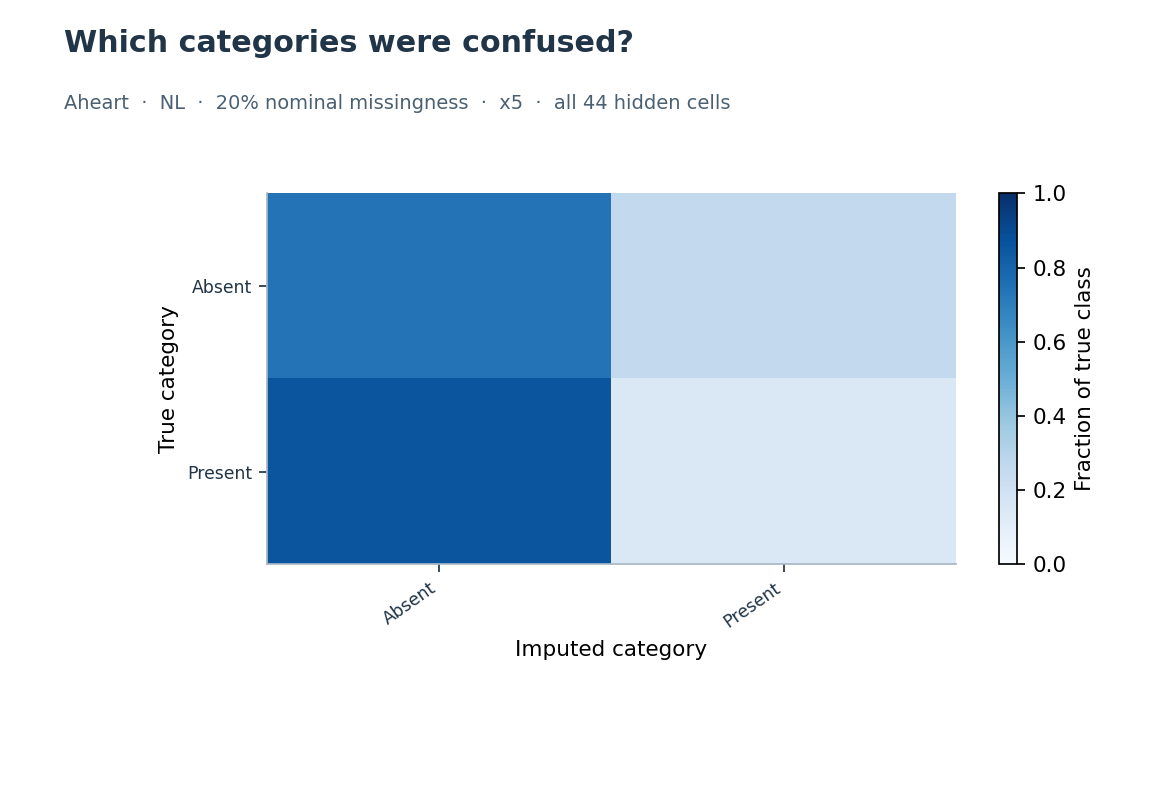 Which categories were confused?
Aheart · NL · 20% nominal missingness · x5 · all 44 hidden cells
True category
Absent
Present
Absent
Present
Imputed category
1.0
0.8
0.6
0.4
0.2
0.0
Fraction of true class